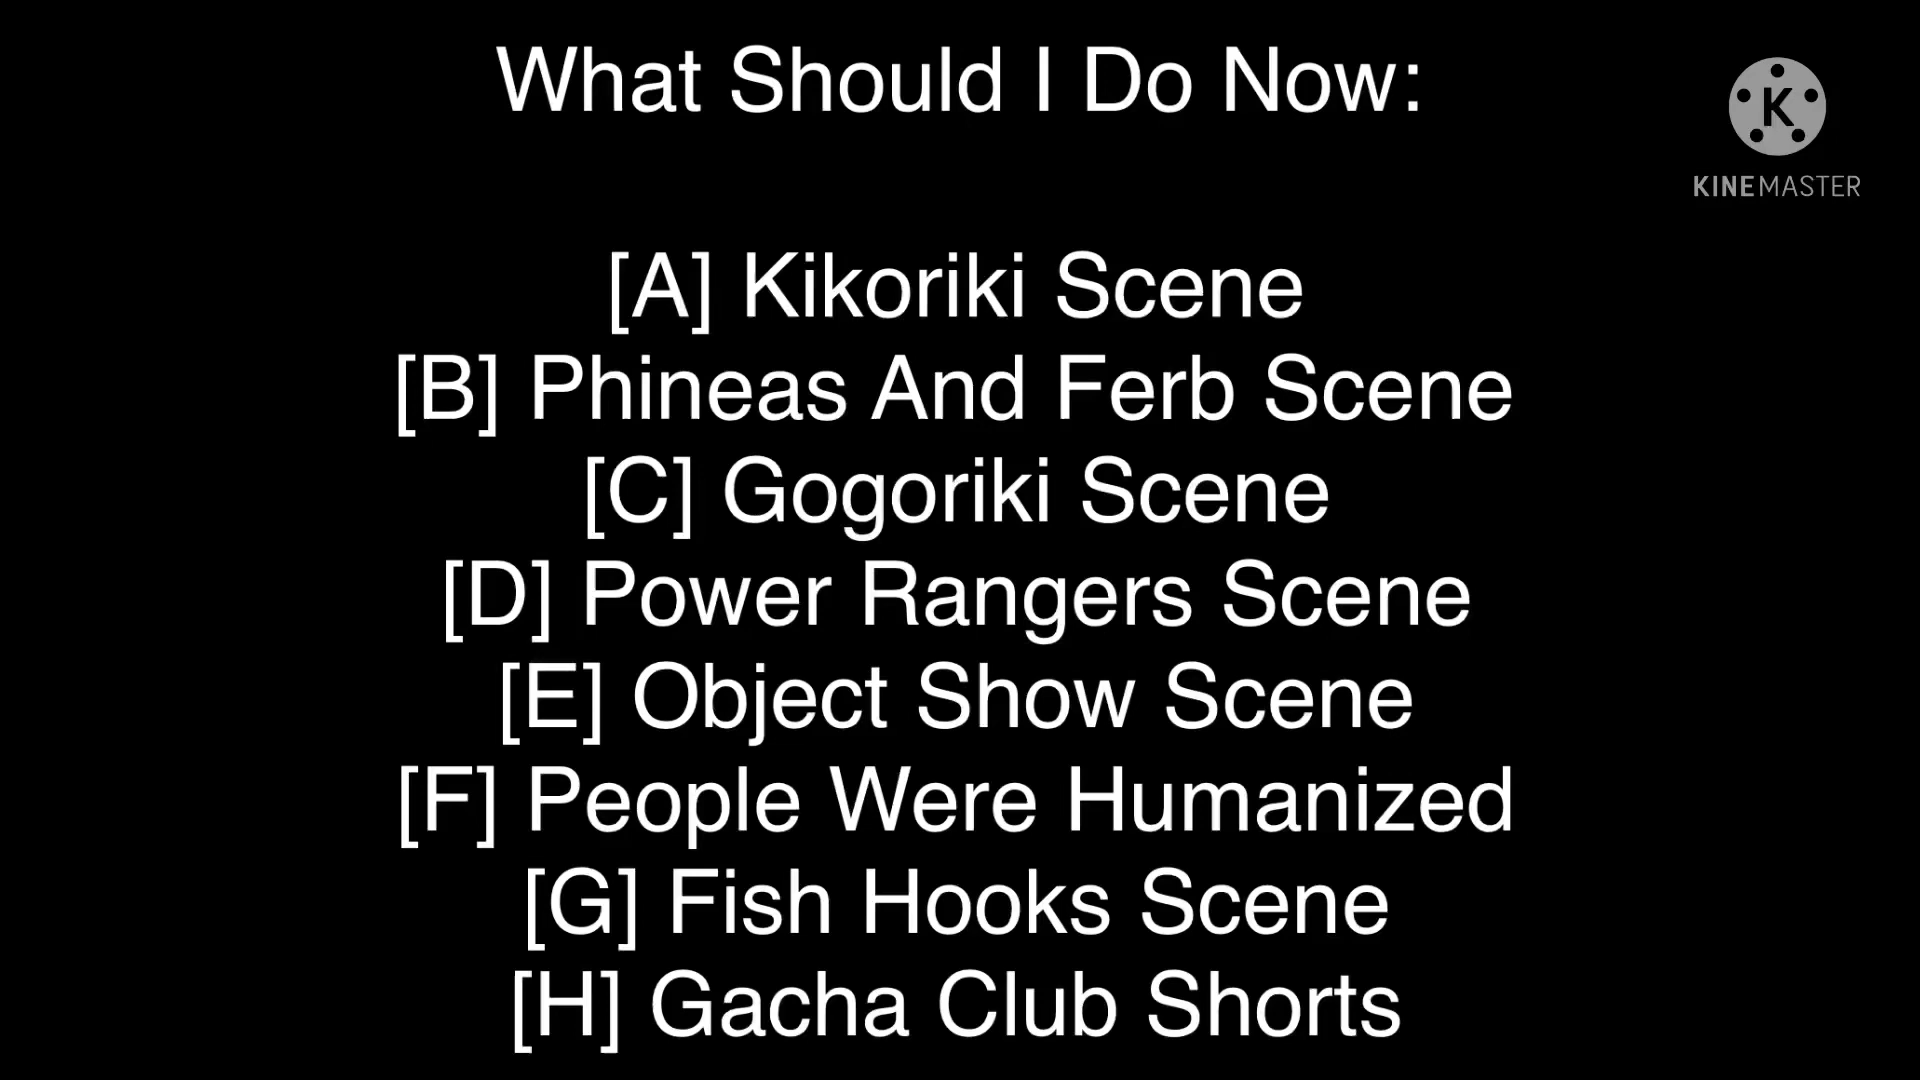 What Should I Do Now:
K
KINEMASTER
[A] Kikoriki Scene
[B] Phineas And Ferb Scene
[C] Gogoriki Scene
[D] Power Rangers Scene
[E] Object Show Scene
[F] People Were Humanized
[G] Fish Hooks Scene
[H] Gacha Club Shorts